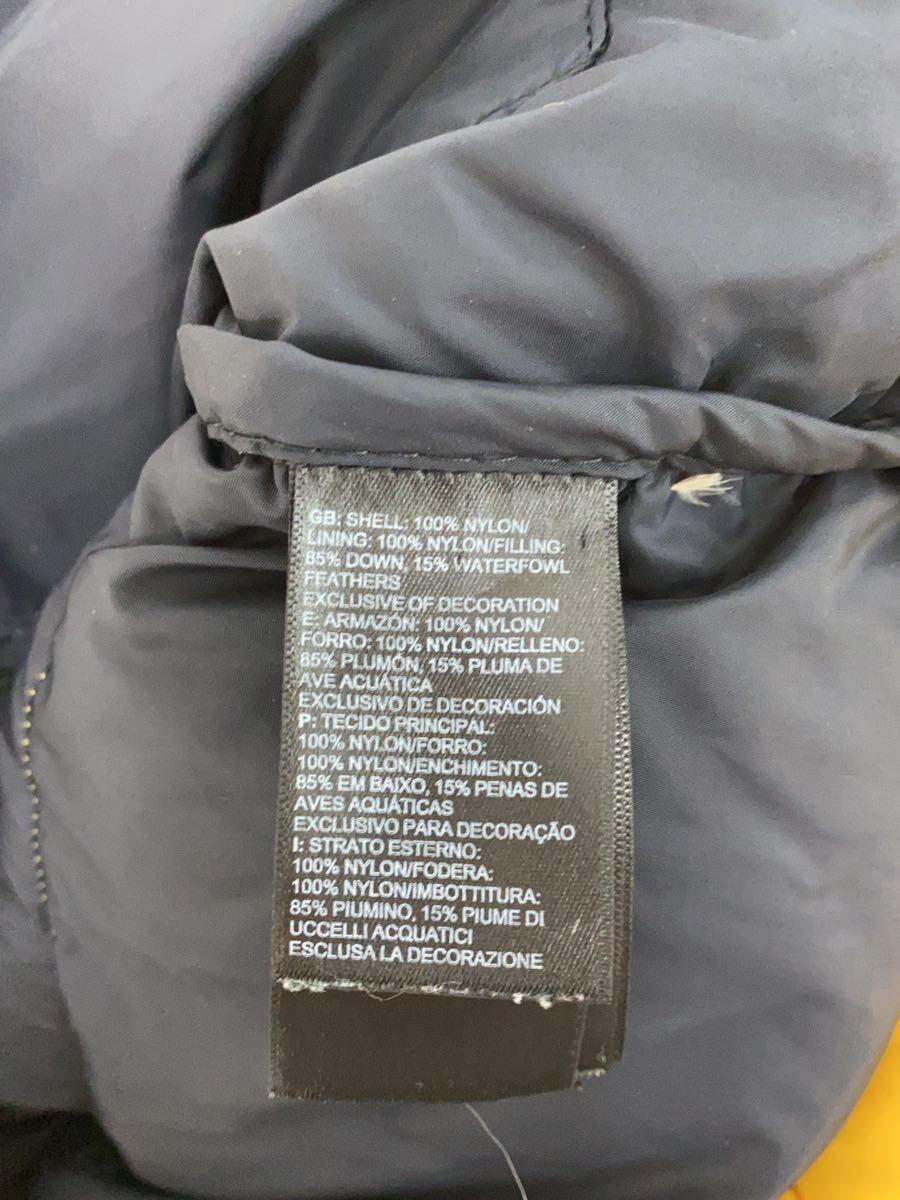 GB: SHELL: 100% NYLON/
LINING: 100% NYLON/FILLING:
85% DOWN, 15% WATERFOWL
FEATHERS
EXCLUSIVE OF DECORATION
E: ARMAZÓN: 100% NYLON/
FORRO: 100% NYLON/RELLENO:
85% PLUMÓN, 15% PLUMA DE
AVE ACUÁTICA
EXCLUSIVO DE DECORACIÓN
P: TECIDO PRINCIPAL:
100% NYLON/FORRO:
100% NYLON/ENCHIMENTO:
85% EM BAIXO, 15% PENAS DE
AVES AQUÁTICAS
EXCLUSIVO PARA DECORAÇÃO
I: STRATO ESTERNO:
100% NYLON/FODERA:
100% NYLON/IMBOTTITURA:
85% PIUMINO, 15% PIUME DI
UCCELLI ACQUATICI
ESCLUSA LA DECORAZIONE